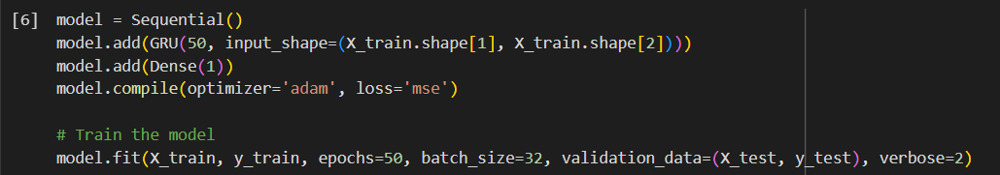 [6] model = Sequential()
model.add(GRU(50, input_shape=(X_train.shape[1], X_train.shape[2])))
model.add(Dense(1))
model.compile(optimizer='adam', loss='mse')
# Train the model
model.fit(X_train, y_train, epochs=50, batch_size=32, validation_data=(X_test, y_test), verbose=2)